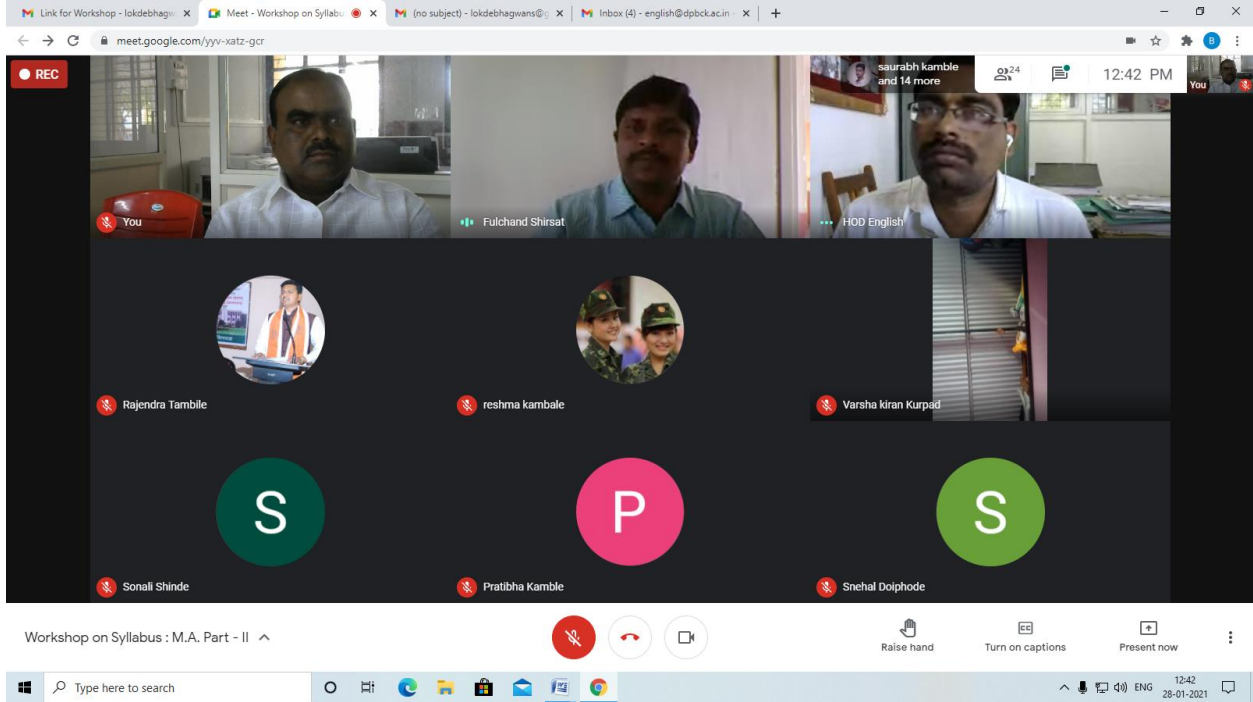 Link for Workshop - lokdebhagw
Meet - Workshop on Syllabu
(no subject) - lokdebhagwans@g
Inbox (4) - english@dpbck.ac.in -
meet.google.com/yyv-xatz-gcr
B
REC
saurabh kamble
and 14 more
24
12:42 PM
You
You
Fulchand Shirsat
HOD English
Rajendra Tambile
reshma kambale
Varsha kiran Kurpad
S
P
S
Sonali Shinde
Pratibha Kamble
Snehal Doiphode
Workshop on Syllabus : M.A. Part - II
Raise hand
CC
Turn on captions
Present now
Type here to search
ENG
12:42
28-01-2021